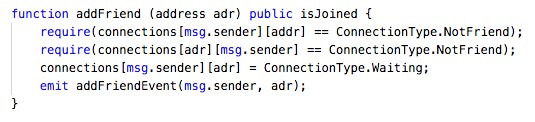 function addFriend (address adr) public isJoined {
require(connections[msg.sender][addr] == ConnectionType.NotFriend);
require(connections[adr][msg.sender] == ConnectionType.NotFriend);
connections[msg.sender][adr] = ConnectionType.Waiting;
emit addFriendEvent(msg.sender, adr);
}